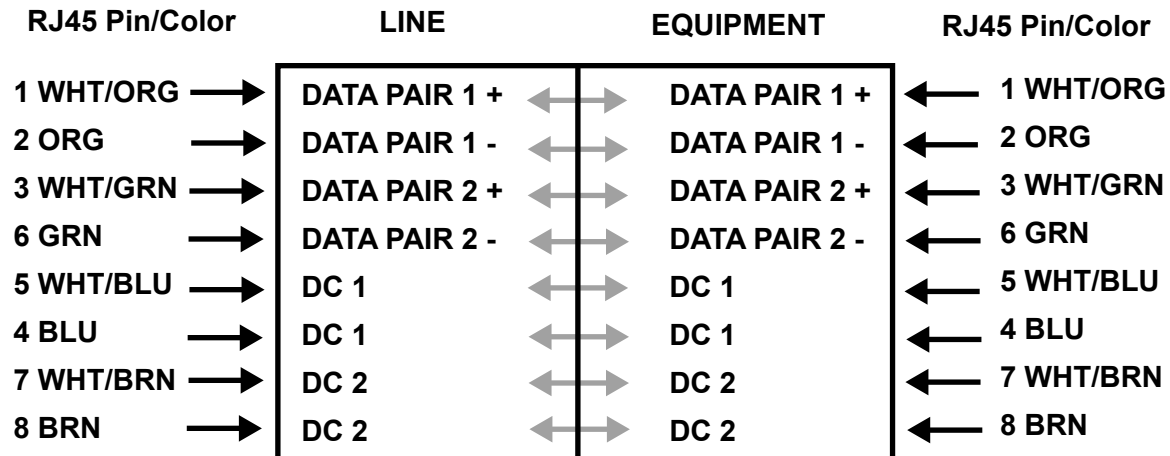 RJ45 Pin/Color LINE EQUIPMENT RJ45 Pin/Color
1 WHT/ORG DATA PAIR 1 + DATA PAIR 1 + 1 WHT/ORG
2 ORG DATA PAIR 1 - DATA PAIR 1 - 2 ORG
3 WHT/GRN DATA PAIR 2 + DATA PAIR 2 + 3 WHT/GRN
6 GRN DATA PAIR 2 - DATA PAIR 2 - 6 GRN
5 WHT/BLU DC 1 DC 1 5 WHT/BLU
4 BLU DC 1 DC 1 4 BLU
7 WHT/BRN DC 2 DC 2 7 WHT/BRN
8 BRN DC 2 DC 2 8 BRN